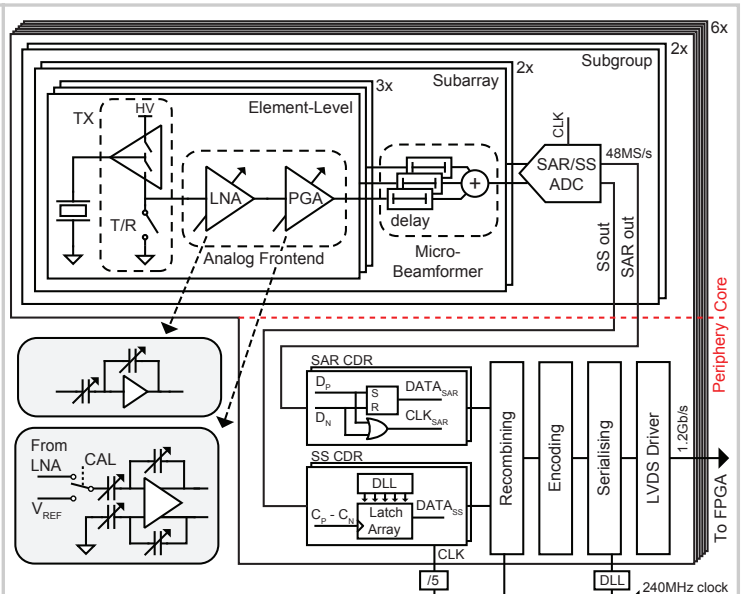 6x
2x
Subgroup
2x
Subarray
3x
Element-Level
TX
HV
CLK
48MS/s
SAR/SS
ADC
LNA
PGA
+
delay
T/R
Analog Frontend
Micro-
Beamformer
SS out
SAR out
Core
Periphery
SAR CDR
D_P
S
DATA_SAR
R
D_N
CLK_SAR
From
LNA
CAL
V_REF
SS CDR
DLL
C_P - C_N
Latch
Array
DATA_SS
CLK
Recombining
Encoding
Serialising
LVDS Driver
1.2Gb/s
To FPGA
/5
DLL
240MHz clock